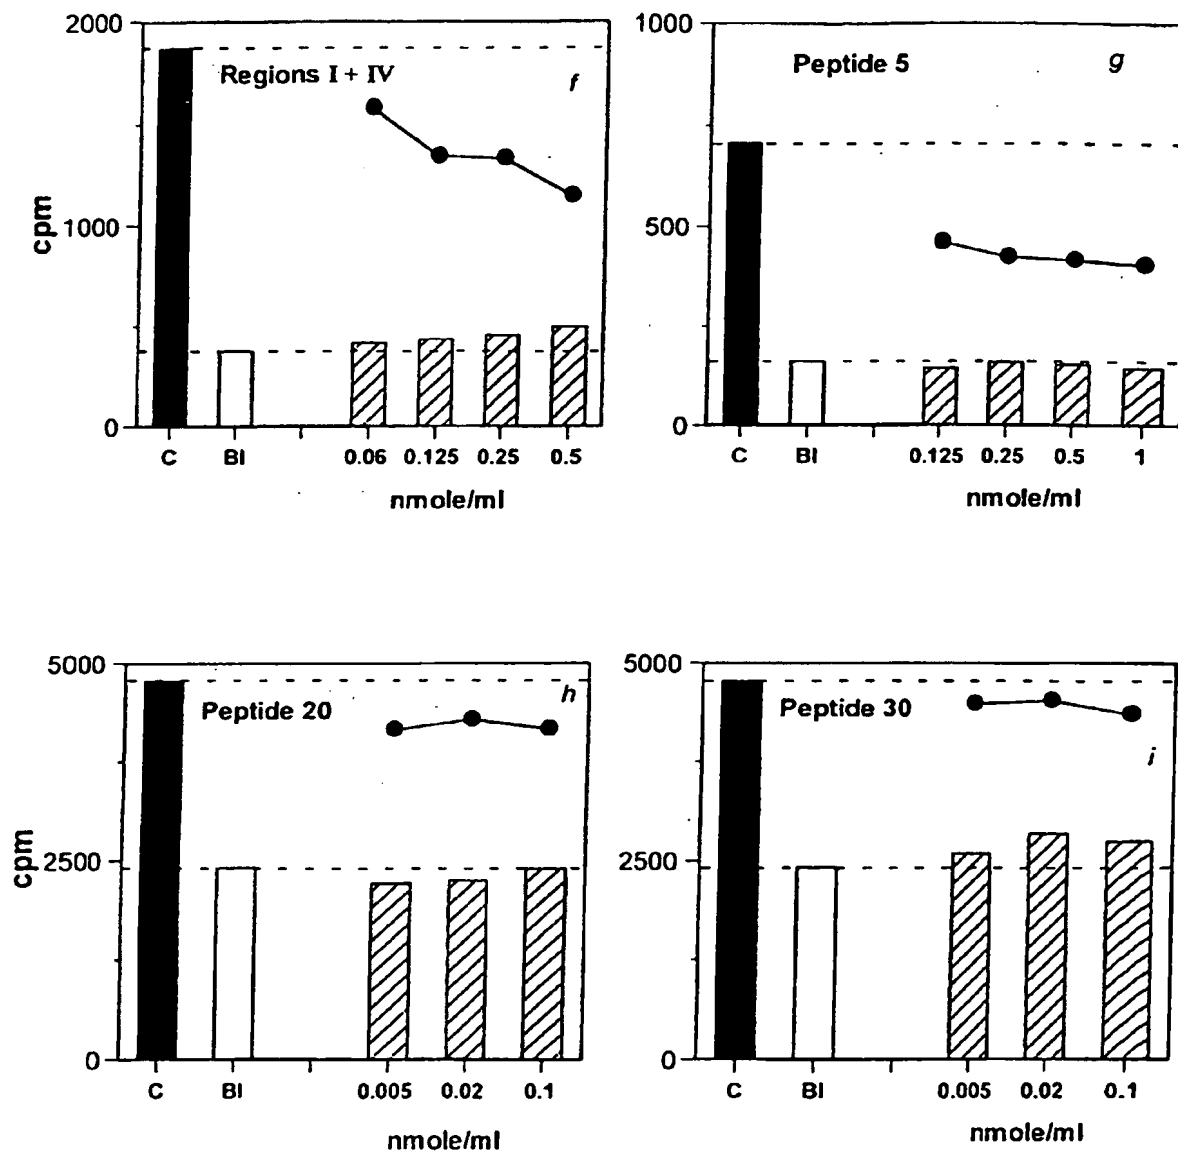 2000
1000
0
cpm
Regions I + IV
f
C BI 0.06 0.125 0.25 0.5
nmole/ml
1000
500
0
Peptide 5
g
C BI 0.125 0.25 0.5 1
nmole/ml
5000
2500
0
cpm
Peptide 20
h
C BI 0.005 0.02 0.1
nmole/ml
5000
2500
0
Peptide 30
i
C BI 0.005 0.02 0.1
nmole/ml